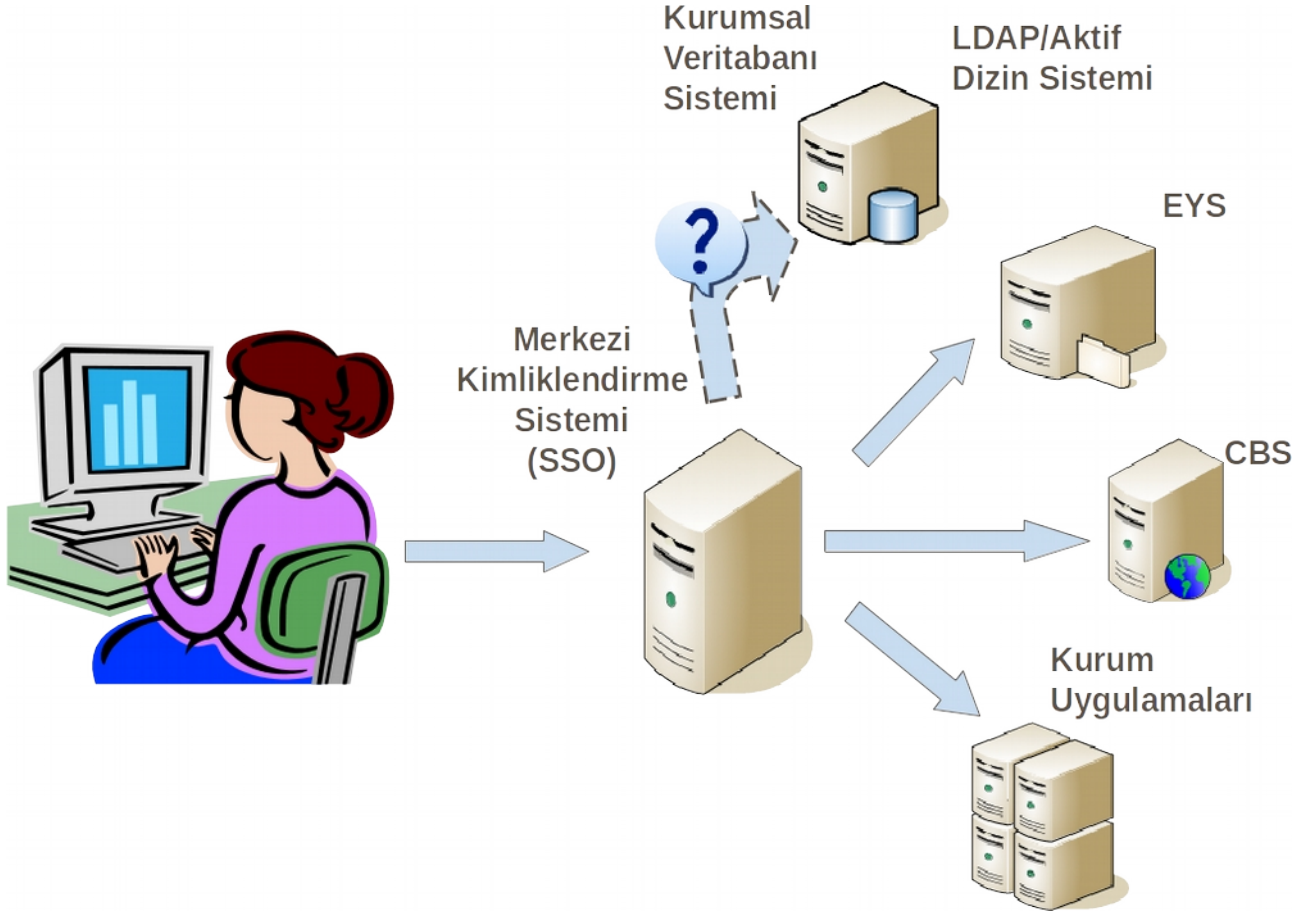 Kurumsal
Veritabanı
Sistemi
LDAP/Aktif
Dizin Sistemi
EYS
?
Merkezi
Kimliklendirme
Sistemi
(SSO)
CBS
Kurum
Uygulamaları